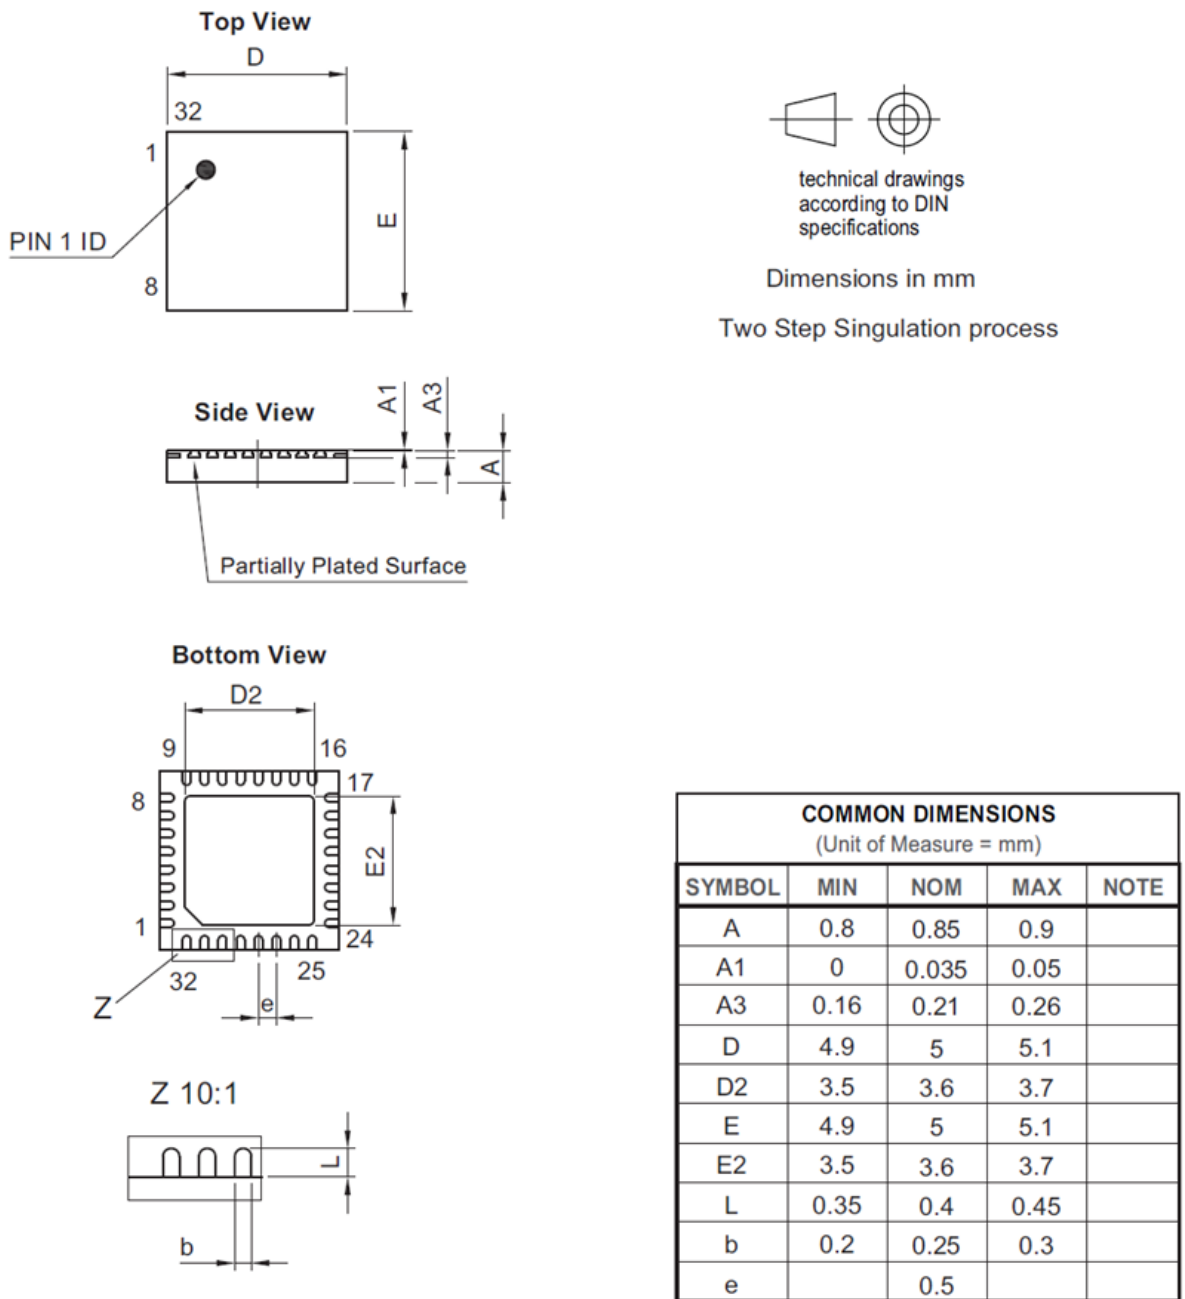 Top View
D
32
1
PIN 1 ID
E
8
technical drawings
according to DIN
specifications
Dimensions in mm
Two Step Singulation process
Side View
A1
A3
A
Partially Plated Surface
Bottom View
D2
9
16
17
8
E2
1
24
32
25
Z
e
Z 10:1
L
b
COMMON DIMENSIONS
(Unit of Measure = mm)
SYMBOL MIN NOM MAX NOTE
A 0.8 0.85 0.9
A1 0 0.035 0.05
A3 0.16 0.21 0.26
D 4.9 5 5.1
D2 3.5 3.6 3.7
E 4.9 5 5.1
E2 3.5 3.6 3.7
L 0.35 0.4 0.45
b 0.2 0.25 0.3
e 0.5